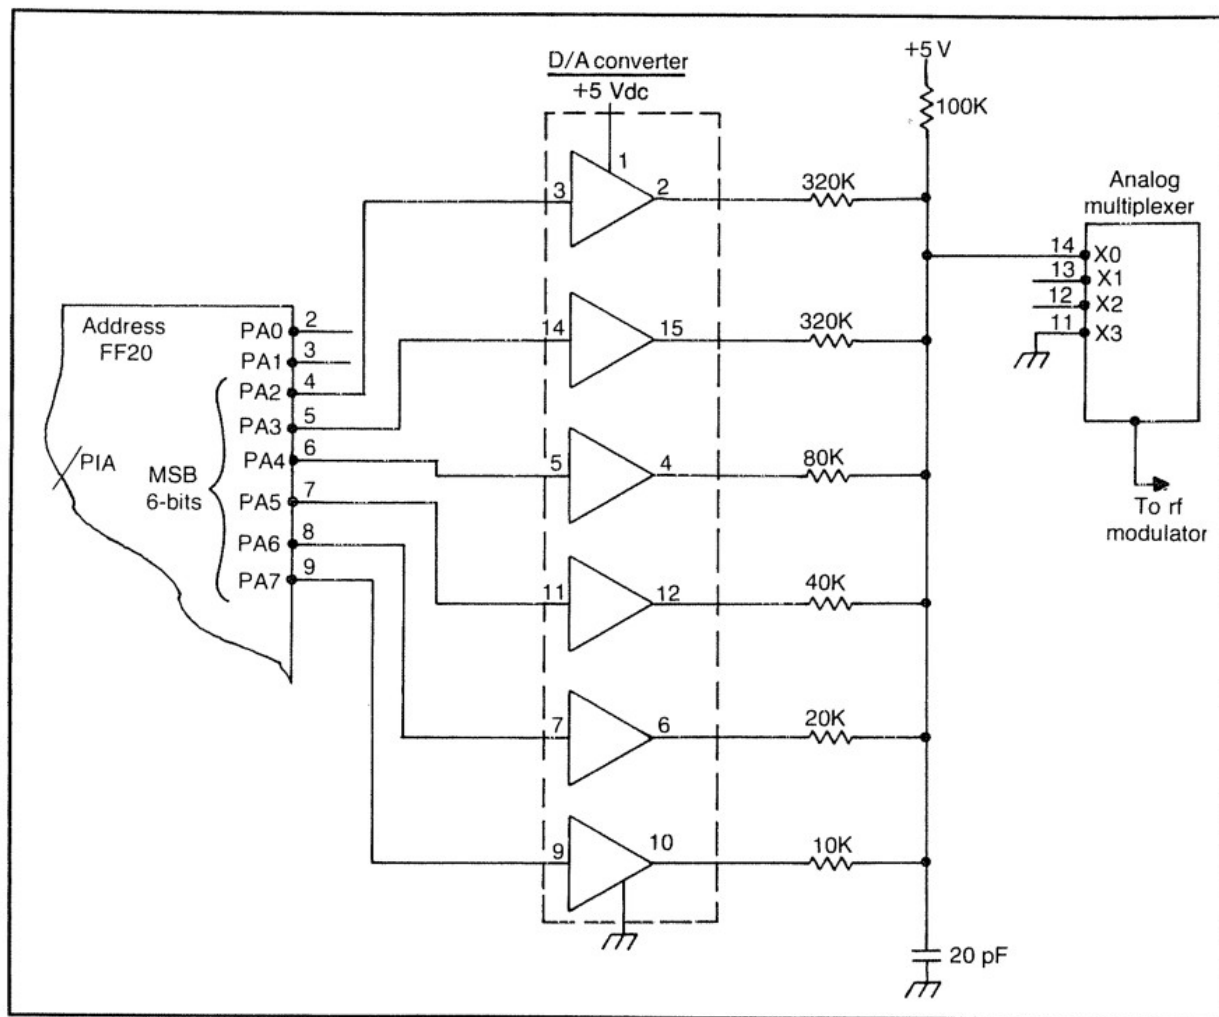 D/A converter
+5 Vdc
+5 V
100K
1
3
2
320K
Analog
multiplexer
14
X0
13
X1
12
X2
11
X3
To rf
modulator
Address
FF20
PIA
MSB
6-bits
PA0
2
PA1
3
PA2
4
PA3
5
PA4
6
PA5
7
PA6
8
PA7
9
14
15
320K
5
4
80K
11
12
40K
7
6
20K
9
10
10K
20 pF